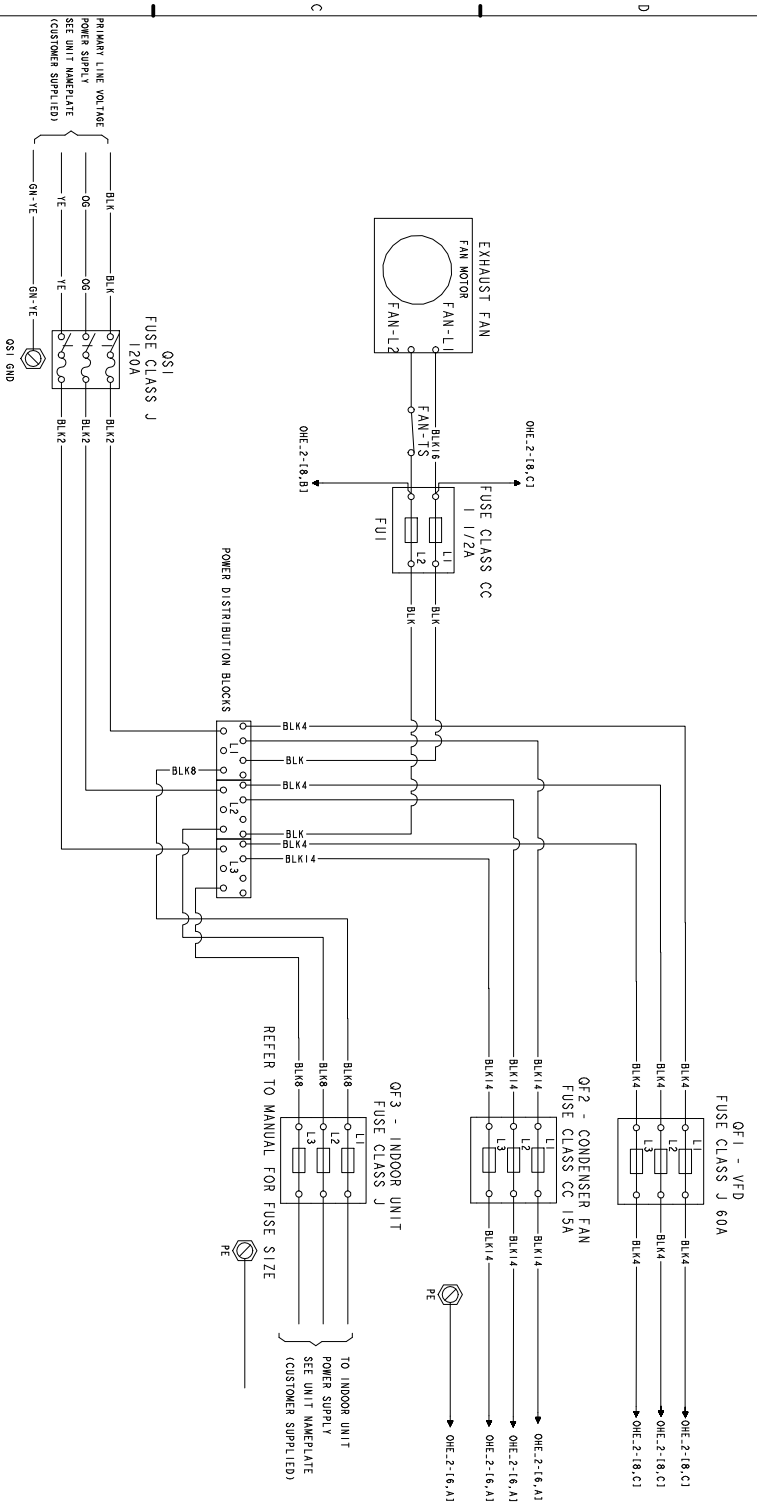 C
D
PRIMARY LINE VOLTAGE
POWER SUPPLY
SEE UNIT NAMEPLATE
(CUSTOMER SUPPLIED)
BLK
BLK
OG
OG
YE
YE
GN-YE
GN-YE
QS1
FUSE CLASS J
120A
QS1 GND
BLK2
BLK2
BLK2
EXHAUST FAN
FAN MOTOR
FAN-L1
FAN-L2
BLK16
FAN-TS
OHE_2-[8,C]
OHE_2-[8,B]
FUSE CLASS CC
1 1/2A
L1
L2
FU1
BLK
BLK
POWER DISTRIBUTION BLOCKS
L1
L2
L3
BLK4
BLK
BLK8
BLK4
BLK
BLK4
BLK14
QF1 - VFD
FUSE CLASS J 60A
BLK4
BLK4
BLK4
L1
L2
L3
BLK4
BLK4
BLK4
OHE_2-[8,C]
OHE_2-[8,C]
OHE_2-[8,C]
QF2 - CONDENSER FAN
FUSE CLASS CC 15A
BLK14
BLK14
BLK14
L1
L2
L3
BLK14
BLK14
BLK14
OHE_2-[6,A]
OHE_2-[6,A]
OHE_2-[6,A]
PE
OHE_2-[6,A]
QF3 - INDOOR UNIT
FUSE CLASS J
BLK8
BLK8
BLK8
L1
L2
L3
REFER TO MANUAL FOR FUSE SIZE
PE
TO INDOOR UNIT
POWER SUPPLY
SEE UNIT NAMEPLATE
(CUSTOMER SUPPLIED)